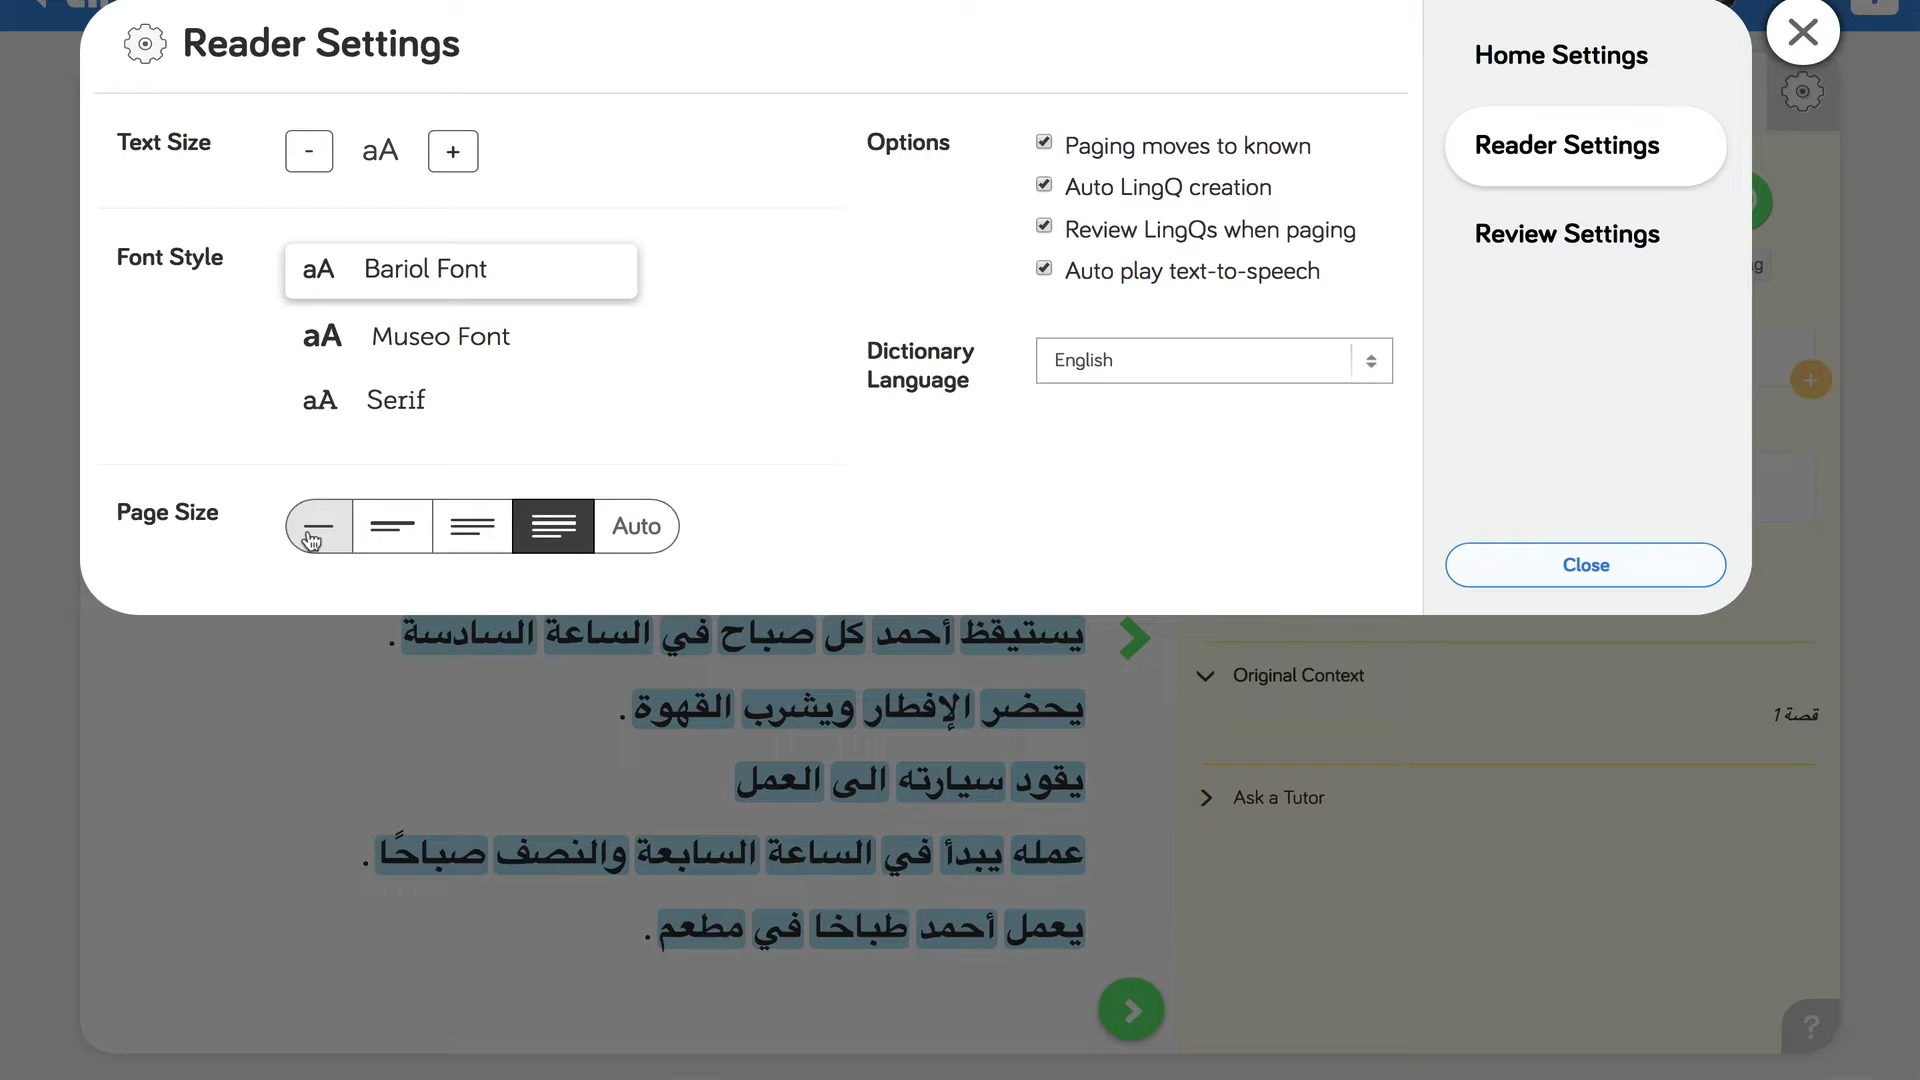 Reader Settings
Text Size
-
aA
+
Font Style
aA Bariol Font
aA Museo Font
aA Serif
Page Size
Auto
Options
Paging moves to known
Auto LingQ creation
Review LingQs when paging
Auto play text-to-speech
Dictionary
Language
English
Home Settings
Reader Settings
Review Settings
Close
يستيقظ أحمد كل صباح في الساعة السادسة .
يحضر الإفطار ويشرب القهوة .
يقود سيارته الى العمل
عمله يبدأ في الساعة السابعة والنصف صباحًا .
يعمل أحمد طباخا في مطعم .
Original Context
قصة 1
Ask a Tutor
?